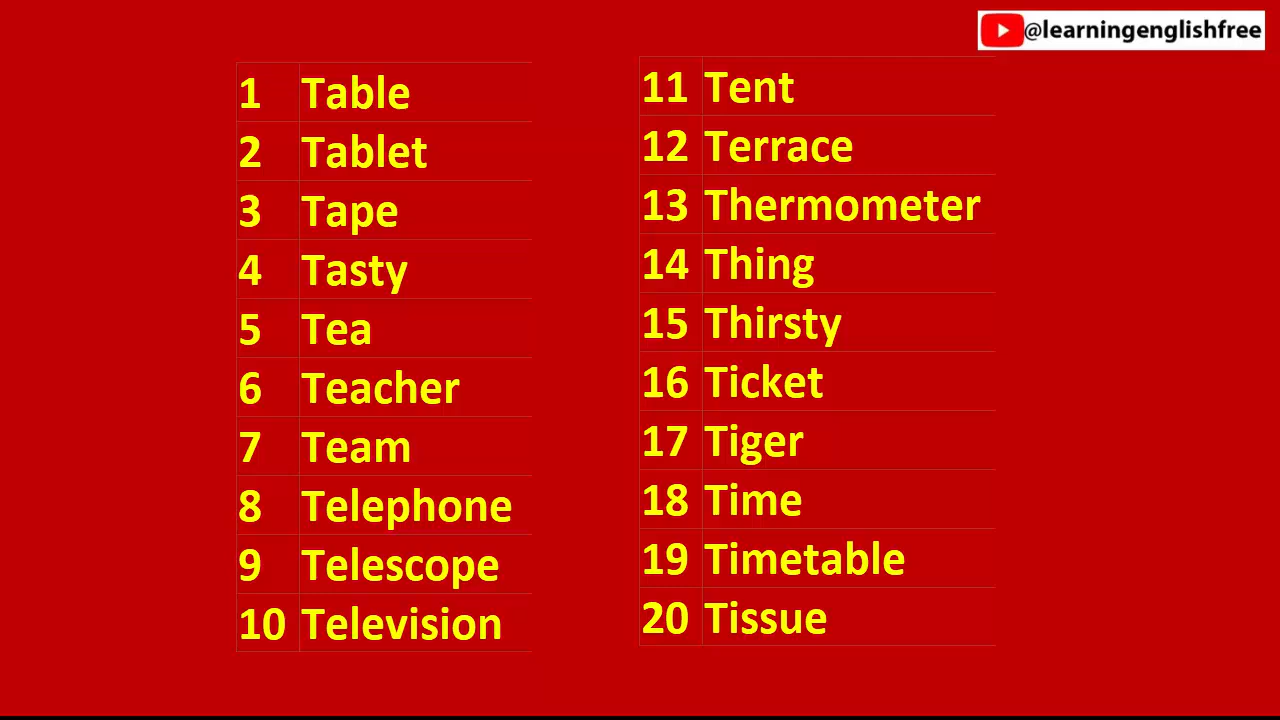 @learningenglishfree
1 Table
2 Tablet
3 Tape
4 Tasty
5 Tea
6 Teacher
7 Team
8 Telephone
9 Telescope
10 Television
11 Tent
12 Terrace
13 Thermometer
14 Thing
15 Thirsty
16 Ticket
17 Tiger
18 Time
19 Timetable
20 Tissue